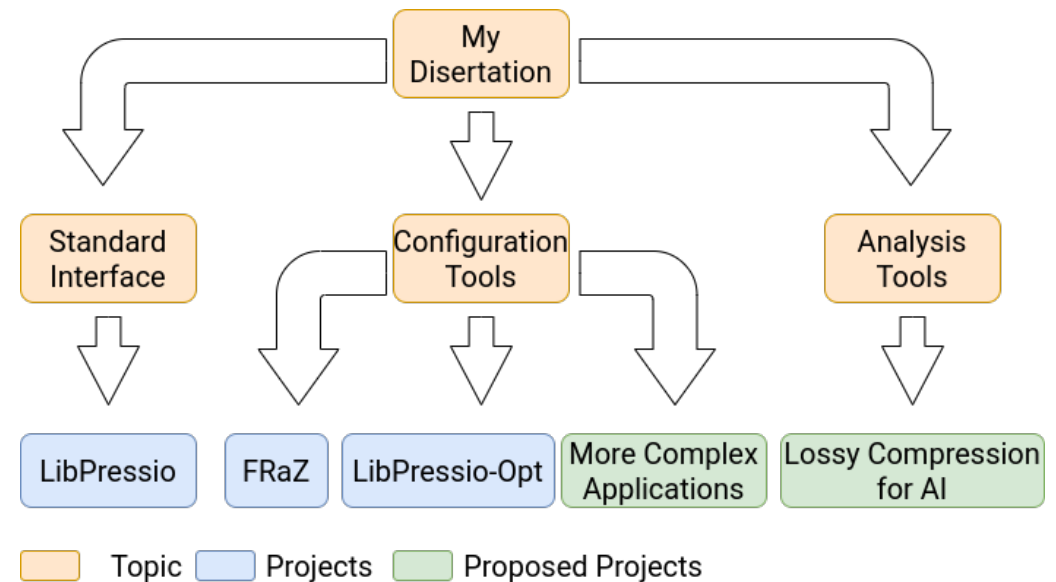 My
Disertation
Standard
Interface
Configuration
Tools
Analysis
Tools
LibPressio
FRaZ
LibPressio-Opt
More Complex
Applications
Lossy Compression
for AI
Topic
Projects
Proposed Projects